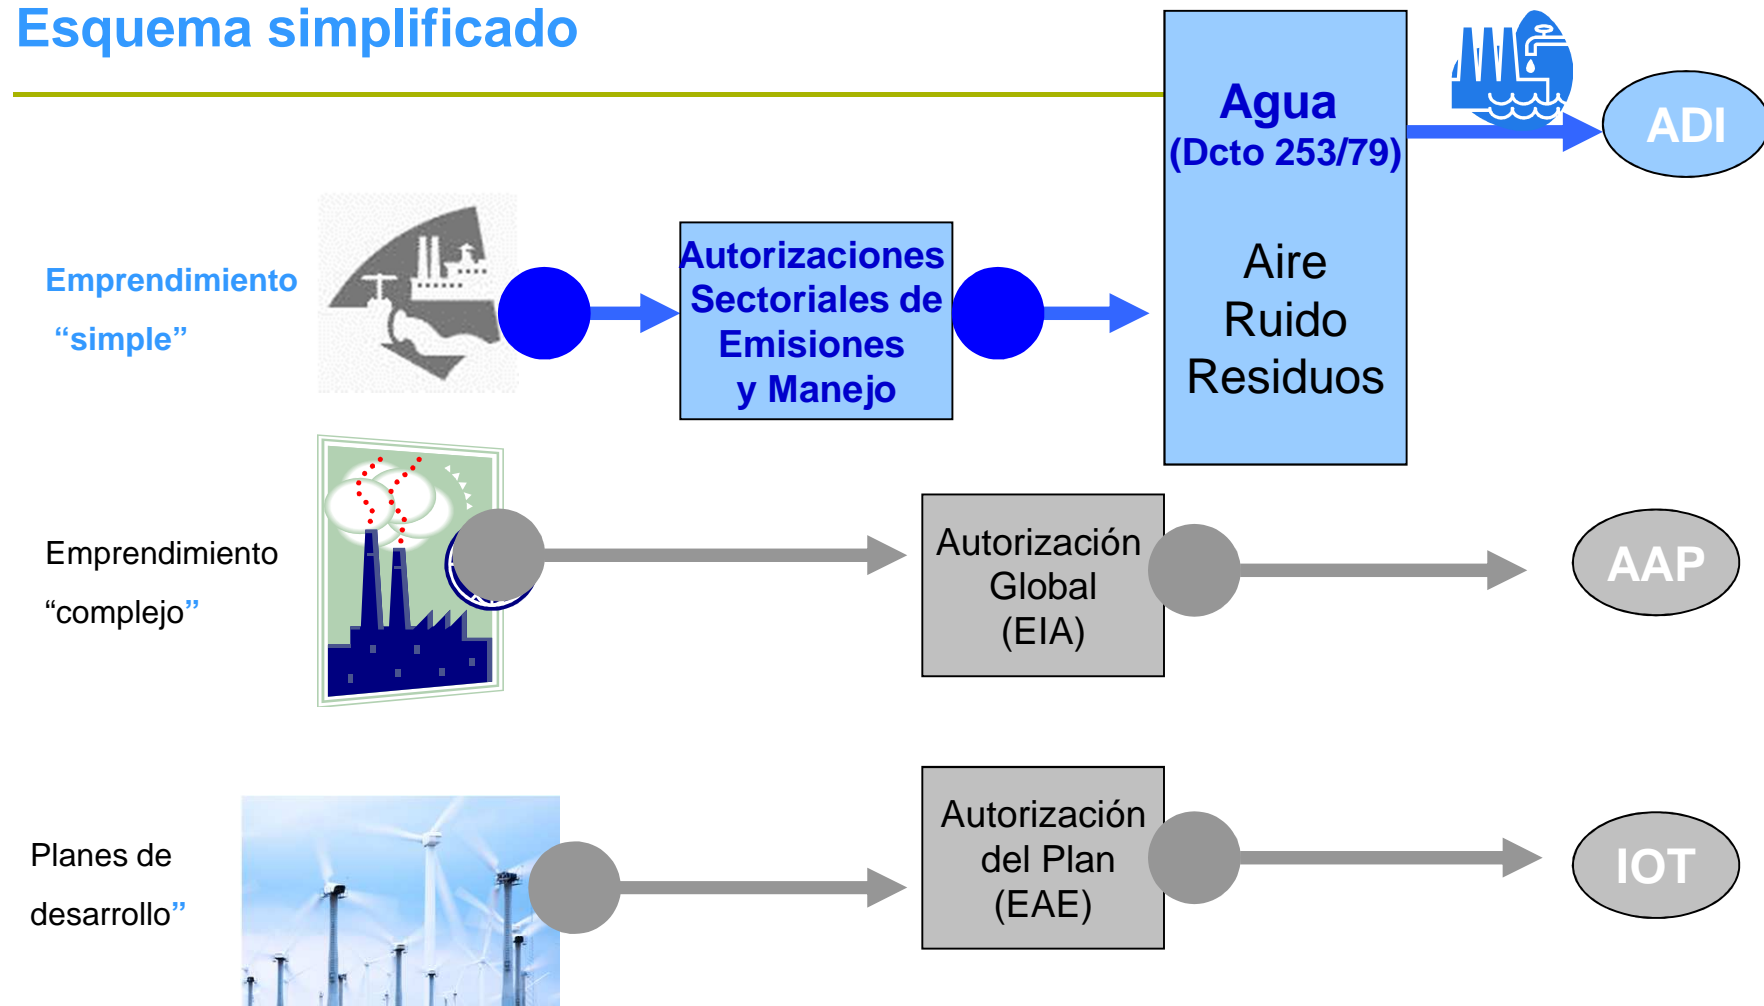 Esquema simplificado
Agua
(Dcto 253/79)
Aire
Ruido
Residuos
ADI
Emprendimiento
“simple”
Autorizaciones
Sectoriales de
Emisiones
y Manejo
Emprendimiento
“complejo”
Autorización
Global
(EIA)
AAP
Planes de
desarrollo”
Autorización
del Plan
(EAE)
IOT